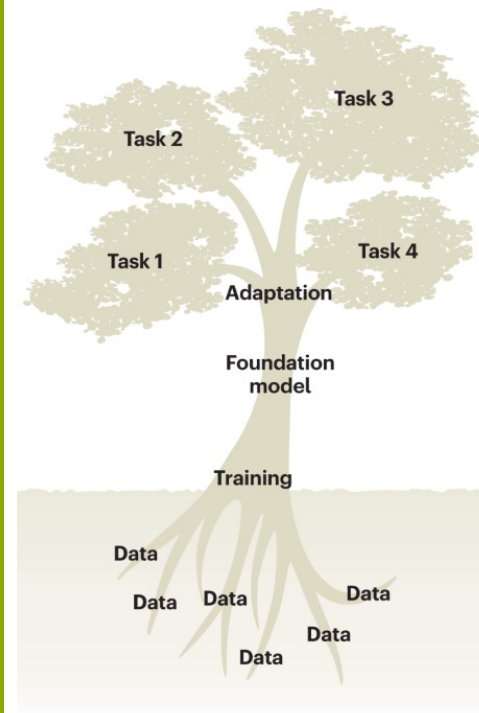 Task 3
Task 2
Task 4
Task 1
Adaptation
Foundation
model
Training
Data
Data
Data
Data
Data
Data